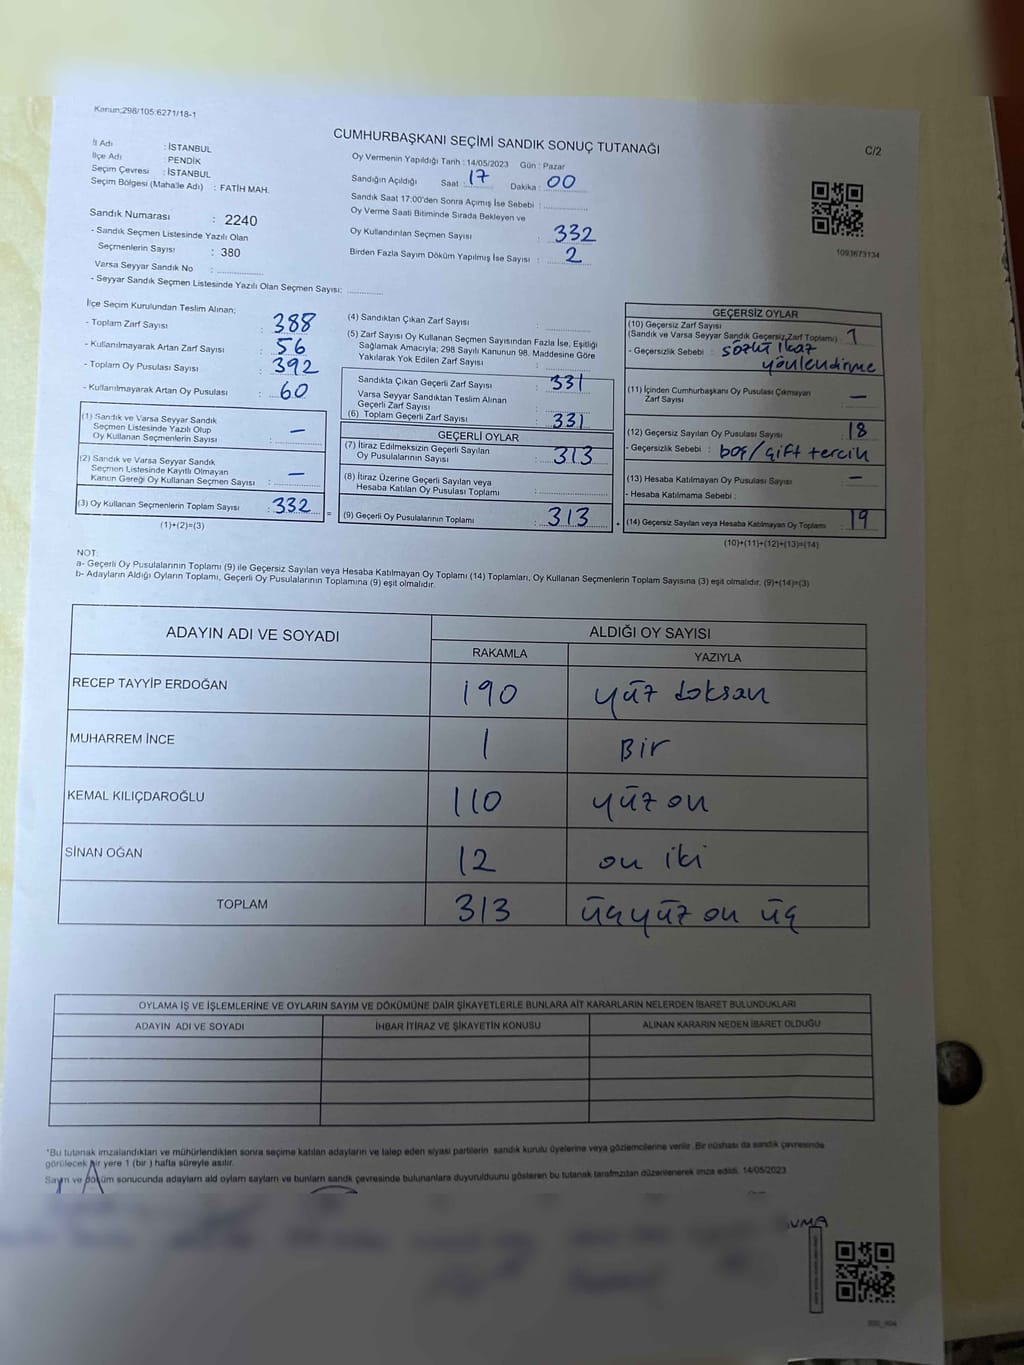 Kanun:298/105:6271/18-1
CUMHURBAŞKANI SEÇİMİ SANDIK SONUÇ TUTANAĞI
C/2
İl Adı : İSTANBUL
İlçe Adı : PENDİK
Seçim Çevresi : İSTANBUL
Seçim Bölgesi (Mahalle Adı) : FATİH MAH.
Oy Vermenin Yapıldığı Tarih : 14/05/2023 Gün : Pazar
Sandığın Açıldığı Saat : 17 Dakika : 00
Sandık Saat 17:00'den Sonra Açımış İse Sebebi :
Oy Verme Saati Bitiminde Sırada Bekleyen ve
Oy Kullandırılan Seçmen Sayısı : 332
Birden Fazla Sayım Döküm Yapılmış İse Sayısı : 2
1093673134
Sandık Numarası : 2240
- Sandık Seçmen Listesinde Yazılı Olan
Seçmenlerin Sayısı : 380
Varsa Seyyar Sandık No :
- Seyyar Sandık Seçmen Listesinde Yazılı Olan Seçmen Sayısı:
İlçe Seçim Kurulundan Teslim Alınan;
- Toplam Zarf Sayısı : 388
- Kullanılmayarak Artan Zarf Sayısı : 56
- Toplam Oy Pusulası Sayısı : 392
- Kullanılmayarak Artan Oy Pusulası : 60
(1) Sandık ve Varsa Seyyar Sandık
Seçmen Listesinde Yazılı Olup
Oy Kullanan Seçmenlerin Sayısı : –
(2) Sandık ve Varsa Seyyar Sandık
Seçmen Listesinde Kayıtlı Olmayan
Kanun Gereği Oy Kullanan Seçmen Sayısı : –
(3) Oy Kullanan Seçmenlerin Toplam Sayısı : 332
(1)+(2)=(3)
=
(4) Sandıktan Çıkan Zarf Sayısı :
(5) Zarf Sayısı Oy Kullanan Seçmen Sayısından Fazla İse, Eşitliği
Sağlamak Amacıyla; 298 Sayılı Kanunun 98. Maddesine Göre
Yakılarak Yok Edilen Zarf Sayısı :
Sandıkta Çıkan Geçerli Zarf Sayısı : 331
Varsa Seyyar Sandıktan Teslim Alınan
Geçerli Zarf Sayısı :
(6) Toplam Geçerli Zarf Sayısı : 331
GEÇERLİ OYLAR
(7) İtiraz Edilmeksizin Geçerli Sayılan
Oy Pusulalarının Sayısı : 313
(8) İtiraz Üzerine Geçerli Sayılan veya
Hesaba Katılan Oy Pusulası Toplamı :
(9) Geçerli Oy Pusulalarının Toplamı : 313
+
GEÇERSİZ OYLAR
(10) Geçersiz Zarf Sayısı
(Sandık ve Varsa Seyyar Sandık Geçersiz Zarf Toplamı) : 1
- Geçersizlik Sebebi : sözlü ikaz
yönlendirme
(11) İçinden Cumhurbaşkanı Oy Pusulası Çıkmayan
Zarf Sayısı : –
(12) Geçersiz Sayılan Oy Pusulası Sayısı : 18
- Geçersizlik Sebebi : boş/çift tercih
(13) Hesaba Katılmayan Oy Pusulası Sayısı : –
- Hesaba Katılmama Sebebi :
(14) Geçersiz Sayılan veya Hesaba Katılmayan Oy Toplamı : 19
(10)+(11)+(12)+(13)=(14)
NOT:
a- Geçerli Oy Pusulalarının Toplamı (9) ile Geçersiz Sayılan veya Hesaba Katılmayan Oy Toplamı (14) Toplamları, Oy Kullanan Seçmenlerin Toplam Sayısına (3) eşit olmalıdır. (9)+(14)=(3)
b- Adayların Aldığı Oyların Toplamı, Geçerli Oy Pusulalarının Toplamına (9) eşit olmalıdır.
ADAYIN ADI VE SOYADI
ALDIĞI OY SAYISI
RAKAMLA YAZIYLA
RECEP TAYYİP ERDOĞAN 190 yüz doksan
MUHARREM İNCE 1 Bir
KEMAL KILIÇDAROĞLU 110 yüz on
SİNAN OĞAN 12 on iki
TOPLAM 313 üçyüz on üç
OYLAMA İŞ VE İŞLEMLERİNE VE OYLARIN SAYIM VE DÖKÜMÜNE DAİR ŞİKAYETLERLE BUNLARA AİT KARARLARIN NELERDEN İBARET BULUNDUKLARI
ADAYIN ADI VE SOYADI İHBAR İTİRAZ VE ŞİKAYETİN KONUSU ALINAN KARARIN NEDEN İBARET OLDUĞU
*Bu tutanak imzalandıktan ve mühürlendikten sonra seçime katılan adayların ve talep eden siyasi partilerin sandık kurulu üyelerine veya gözlemcilerine verilir. Bir nüshası da sandık çevresinde
görülecek bir yere 1 (bir ) hafta süreyle asılır.
Sayın ve döküm sonucunda adayların ald oyların sayların ve bunların sandk çevresinde bulunanlara duyurulduunu gösteren bu tutanak tarafmzdan düzenlenerek imza edildi. 14/05/2023